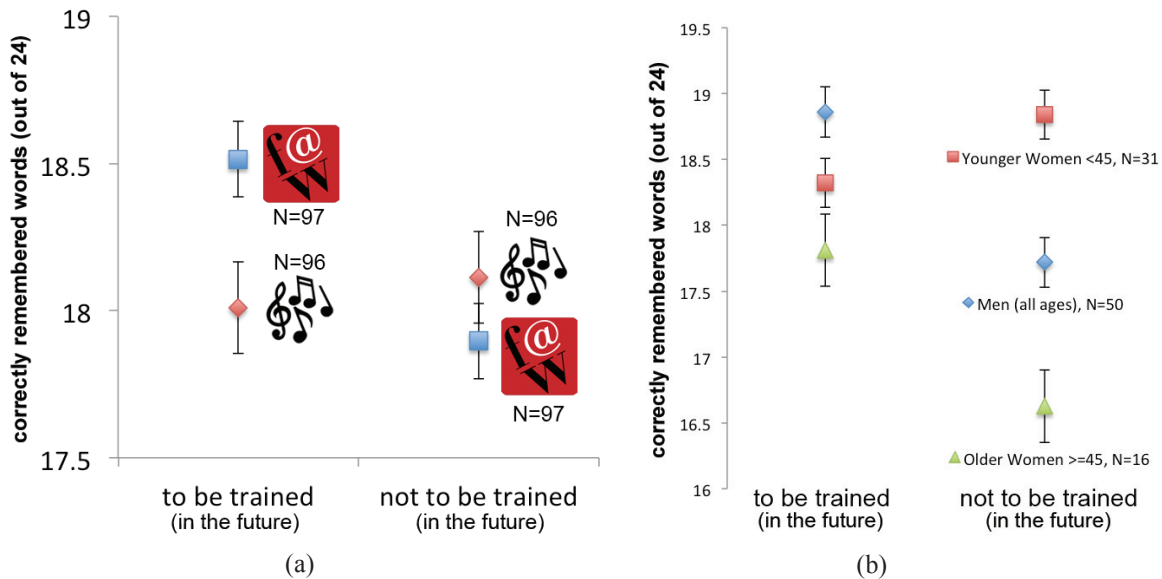 correctly remembered words (out of 24)
19
18.5
18
17.5
f@W
N=97
N=96
N=96
f@W
N=97
to be trained
(in the future)
not to be trained
(in the future)
(a)
correctly remembered words (out of 24)
19.5
19
18.5
18
17.5
17
16.5
16
Younger Women <45, N=31
Men (all ages), N=50
Older Women >=45, N=16
to be trained
(in the future)
not to be trained
(in the future)
(b)